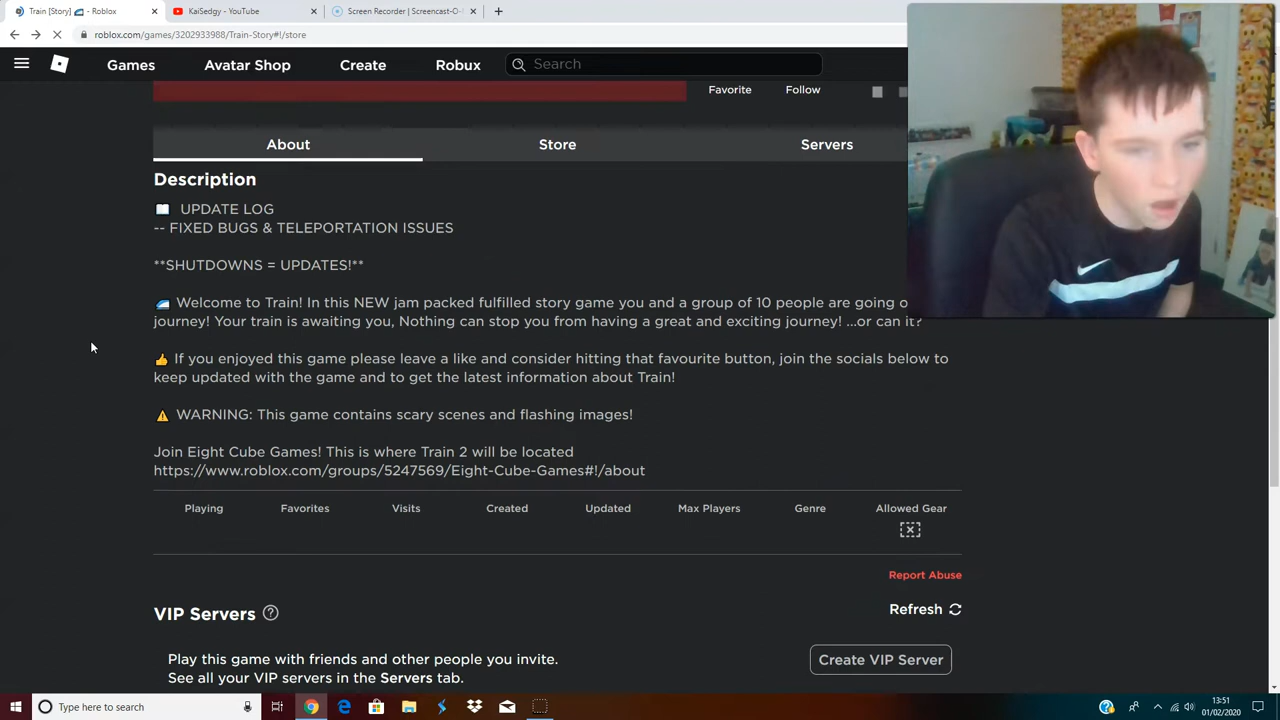 Train [Story] 🚄 - Roblox
KaiSedgy - YouTube
Screen Recorder | Screencast-O-
roblox.com/games/3202933988/Train-Story#!/store
Games
Avatar Shop
Create
Robux
Search
Favorite
Follow
About
Store
Servers
Description
📖 UPDATE LOG
-- FIXED BUGS & TELEPORTATION ISSUES
**SHUTDOWNS = UPDATES!**
🚄 Welcome to Train! In this NEW jam packed fulfilled story game you and a group of 10 people are going o
journey! Your train is awaiting you, Nothing can stop you from having a great and exciting journey! ...or can it?
👍 If you enjoyed this game please leave a like and consider hitting that favourite button, join the socials below to
keep updated with the game and to get the latest information about Train!
⚠ WARNING: This game contains scary scenes and flashing images!
Join Eight Cube Games! This is where Train 2 will be located
https://www.roblox.com/groups/5247569/Eight-Cube-Games#!/about
Playing
Favorites
Visits
Created
Updated
Max Players
Genre
Allowed Gear
Report Abuse
VIP Servers
Refresh
Play this game with friends and other people you invite.
See all your VIP servers in the Servers tab.
Create VIP Server
Type here to search
13:51
01/02/2020